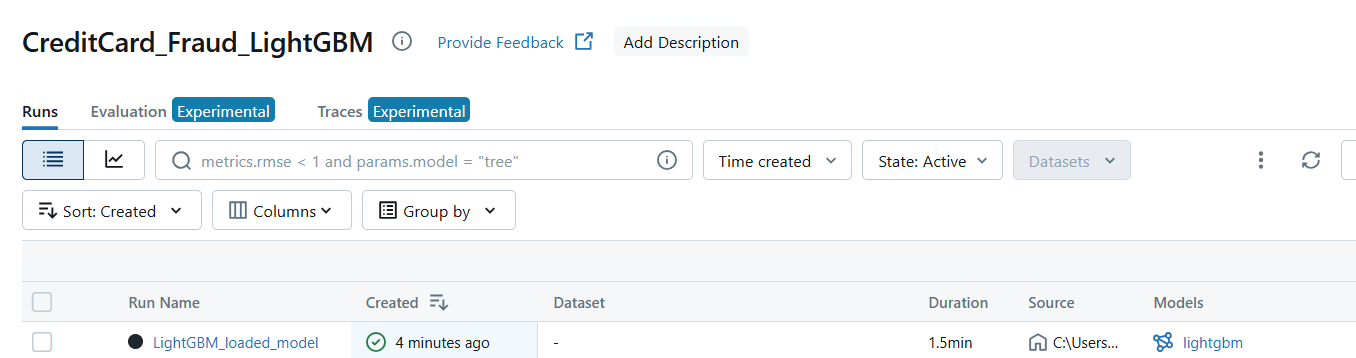 CreditCard_Fraud_LightGBM Provide Feedback Add Description
Runs Evaluation Experimental Traces Experimental
metrics.rmse < 1 and params.model = "tree" Time created State: Active Datasets
Sort: Created Columns Group by
Run Name Created Dataset Duration Source Models
LightGBM_loaded_model 4 minutes ago - 1.5min C:\Users... lightgbm